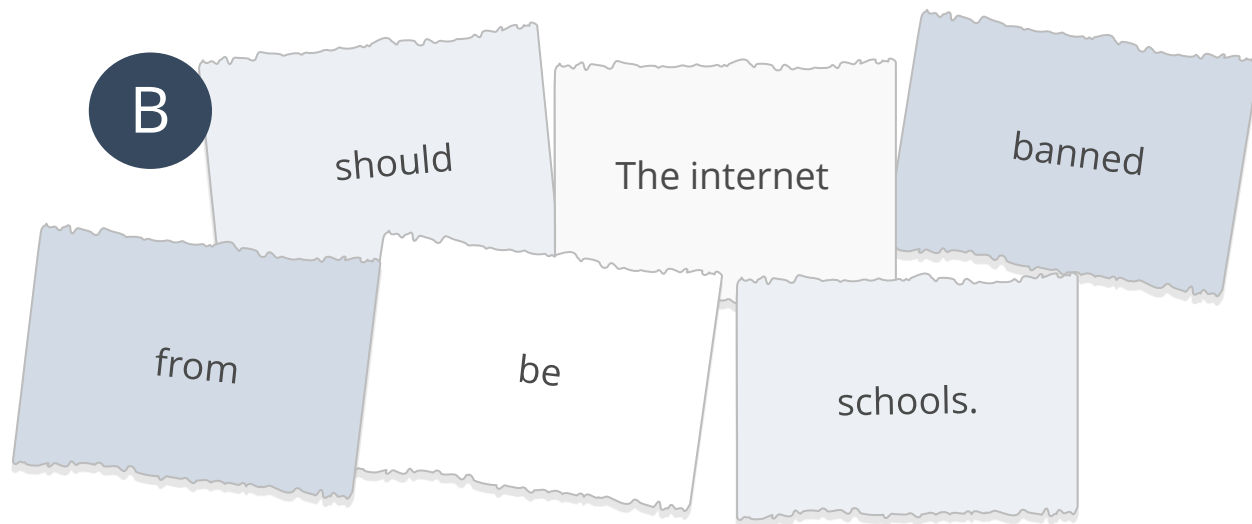 B
should
The internet
banned
from
be
schools.